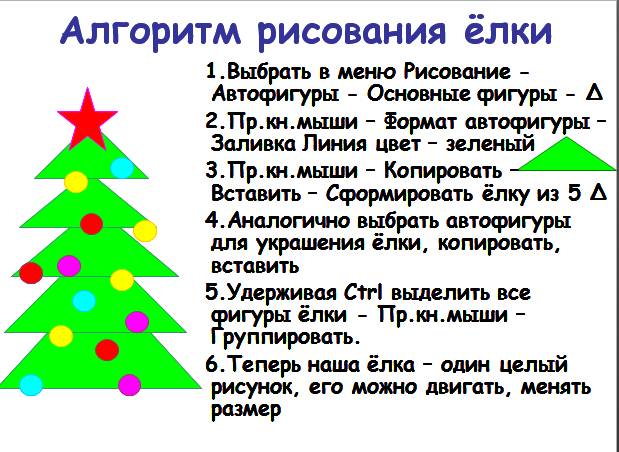 Алгоритм рисования ёлки
1.Выбрать в меню Рисование -
Автофигуры - Основные фигуры - Δ
2.Пр.кн.мыши – Формат автофигуры –
Заливка Линия цвет – зеленый
3.Пр.кн.мыши – Копировать –
Вставить – Сформировать ёлку из 5 Δ
4.Аналогично выбрать автофигуры
для украшения ёлки, копировать,
вставить
5.Удерживая Ctrl выделить все
фигуры ёлки - Пр.кн.мыши –
Группировать.
6.Теперь наша ёлка – один целый
рисунок, его можно двигать, менять
размер